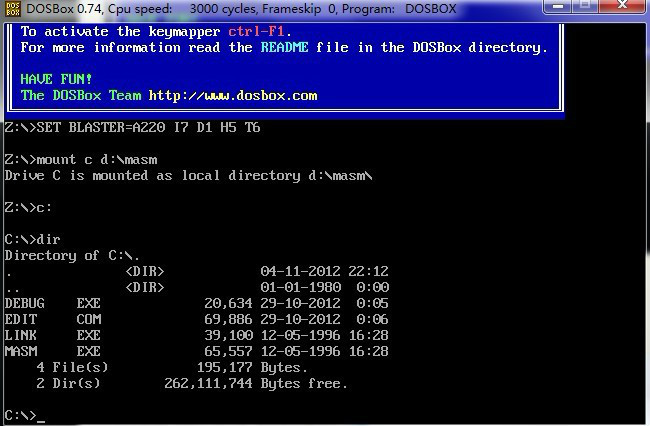 DOS BOX DOSBox 0.74, Cpu speed: 3000 cycles, Frameskip 0, Program: DOSBOX
To activate the keymapper ctrl-F1.
For more information read the README file in the DOSBox directory.
HAVE FUN!
The DOSBox Team http://www.dosbox.com
Z:\>SET BLASTER=A220 I7 D1 H5 T6
Z:\>mount c d:\masm
Drive C is mounted as local directory d:\masm\
Z:\>c:
C:\>dir
Directory of C:\.
. <DIR> 04-11-2012 22:12
.. <DIR> 01-01-1980 0:00
DEBUG EXE 20,634 29-10-2012 0:05
EDIT COM 69,886 29-10-2012 0:06
LINK EXE 39,100 12-05-1996 16:28
MASM EXE 65,557 12-05-1996 16:28
4 File(s) 195,177 Bytes.
2 Dir(s) 262,111,744 Bytes free.
C:\>_